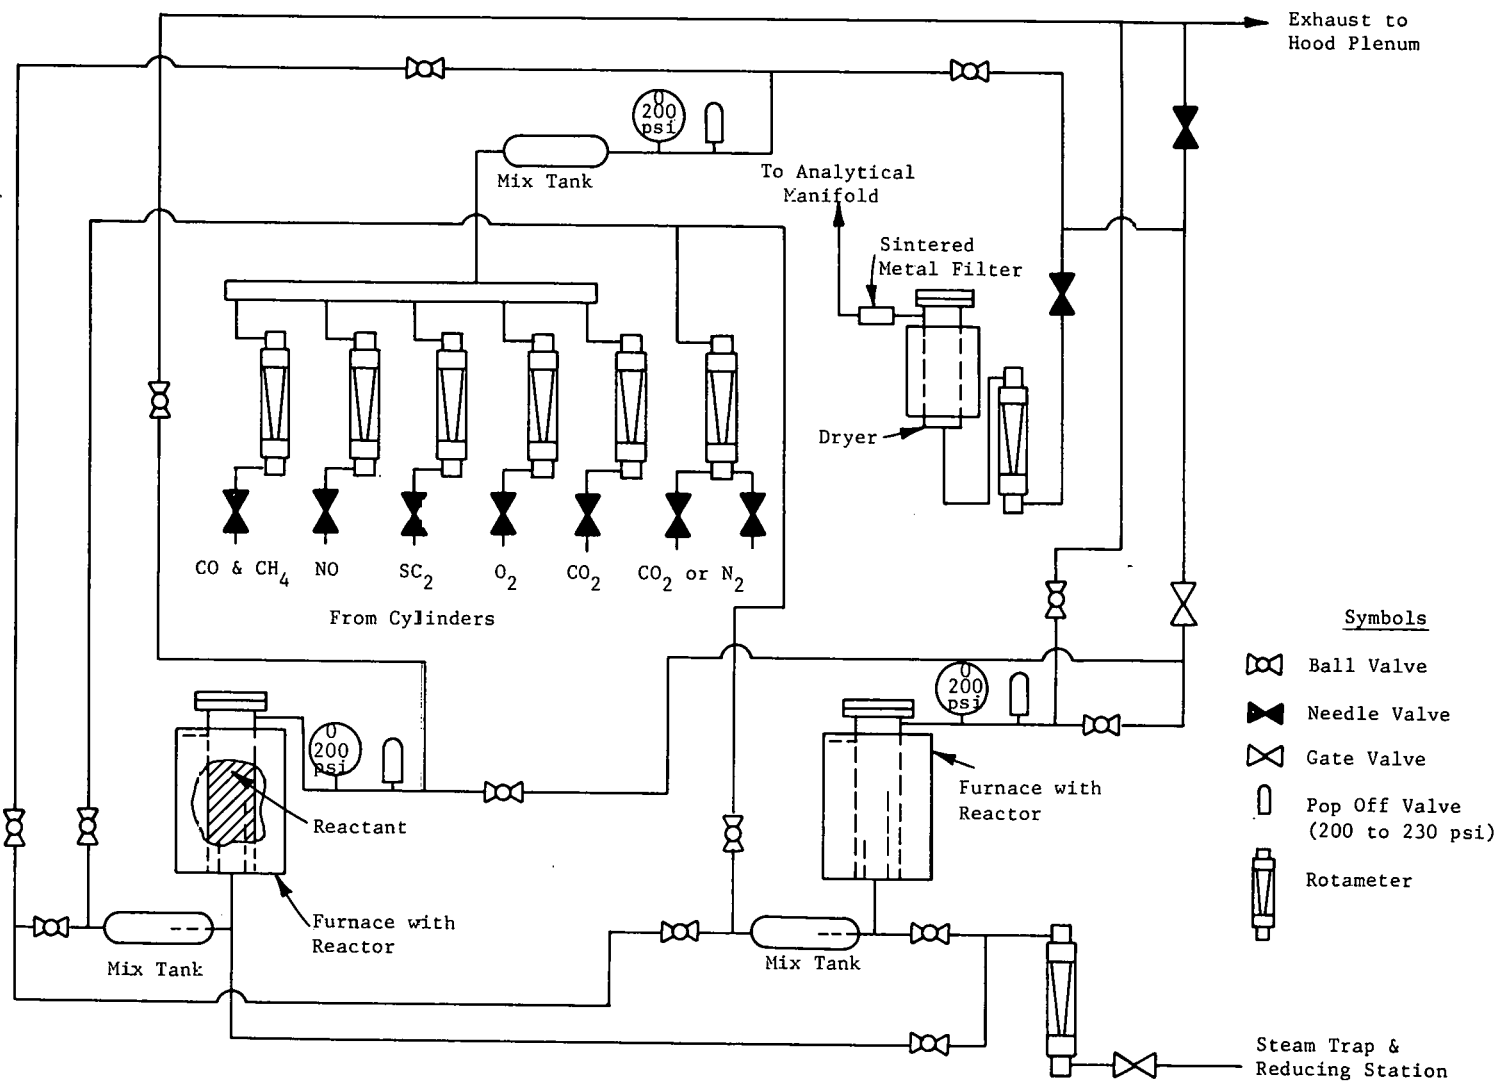 Exhaust to
Hood Plenum
0
200
psi
Mix Tank
To Analytical
Manifold
Sintered
Metal Filter
Dryer
CO & CH4
NO
SC2
O2
CO2
CO2 or N2
From Cylinders
Symbols
Ball Valve
Needle Valve
Gate Valve
Pop Off Valve
(200 to 230 psi)
Rotameter
0
200
psi
0
200
psi
Reactant
Furnace with
Reactor
Furnace with
Reactor
Mix Tank
Mix Tank
Steam Trap &
Reducing Station